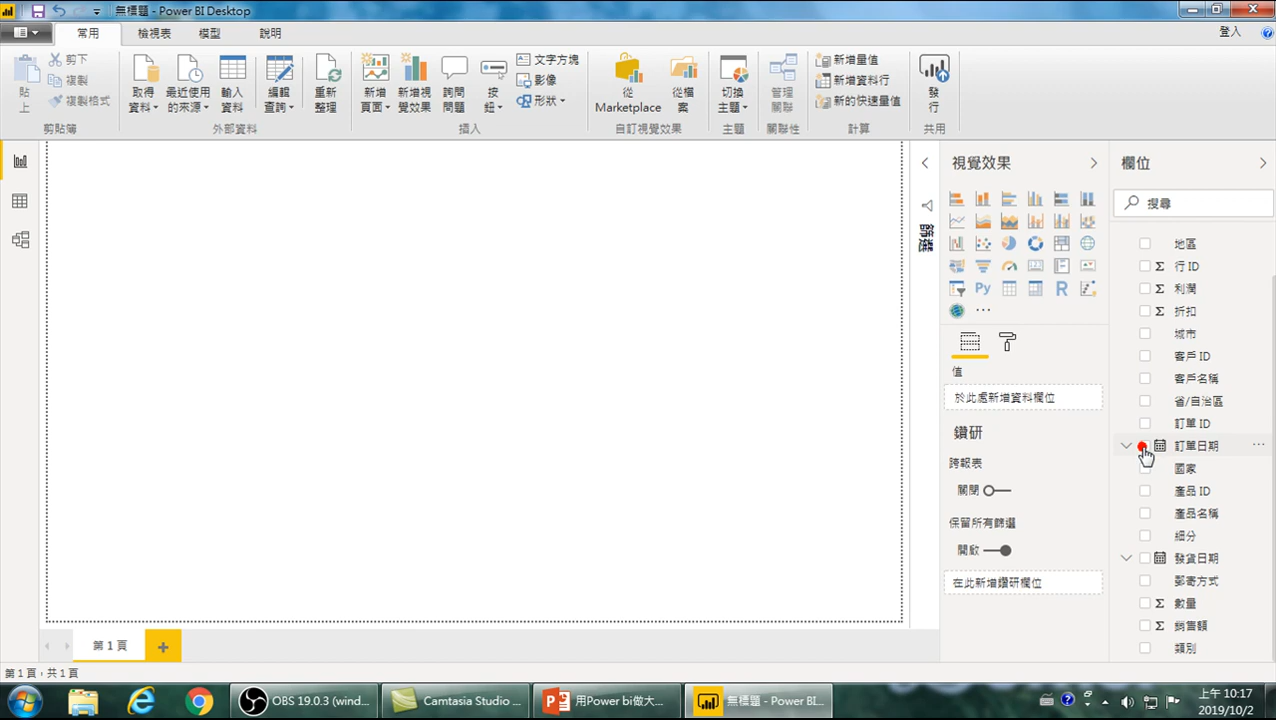 無標題 - Power BI Desktop
常用
檢視表
模型
說明
登入
貼上
剪下
複製
複製格式
剪貼簿
取得資料
最近使用的來源
輸入資料
編輯查詢
重新整理
外部資料
新增頁面
新增視覺效果
詢問問題
按鈕
文字方塊
影像
形狀
插入
從 Marketplace
從檔案
自訂視覺效果
切換主題
主題
管理關聯
關聯性
新增量值
新增資料行
新的快速量值
計算
發行
共用
篩選
視覺效果
Py
R
值
於此處新增資料欄位
鑽研
跨報表
關閉
保留所有篩選
開啟
在此新增鑽研欄位
欄位
搜尋
地區
Σ 行 ID
Σ 利潤
Σ 折扣
城市
客戶 ID
客戶名稱
省/自治區
訂單 ID
訂單日期
國家
產品 ID
產品名稱
細分
發貨日期
郵寄方式
Σ 數量
Σ 銷售額
類別
第 1 頁
第 1 頁，共 1 頁
OBS 19.0.3 (wind...
Camtasia Studio ...
用Power bi做大...
無標題 - Power BI...
上午 10:17
2019/10/2